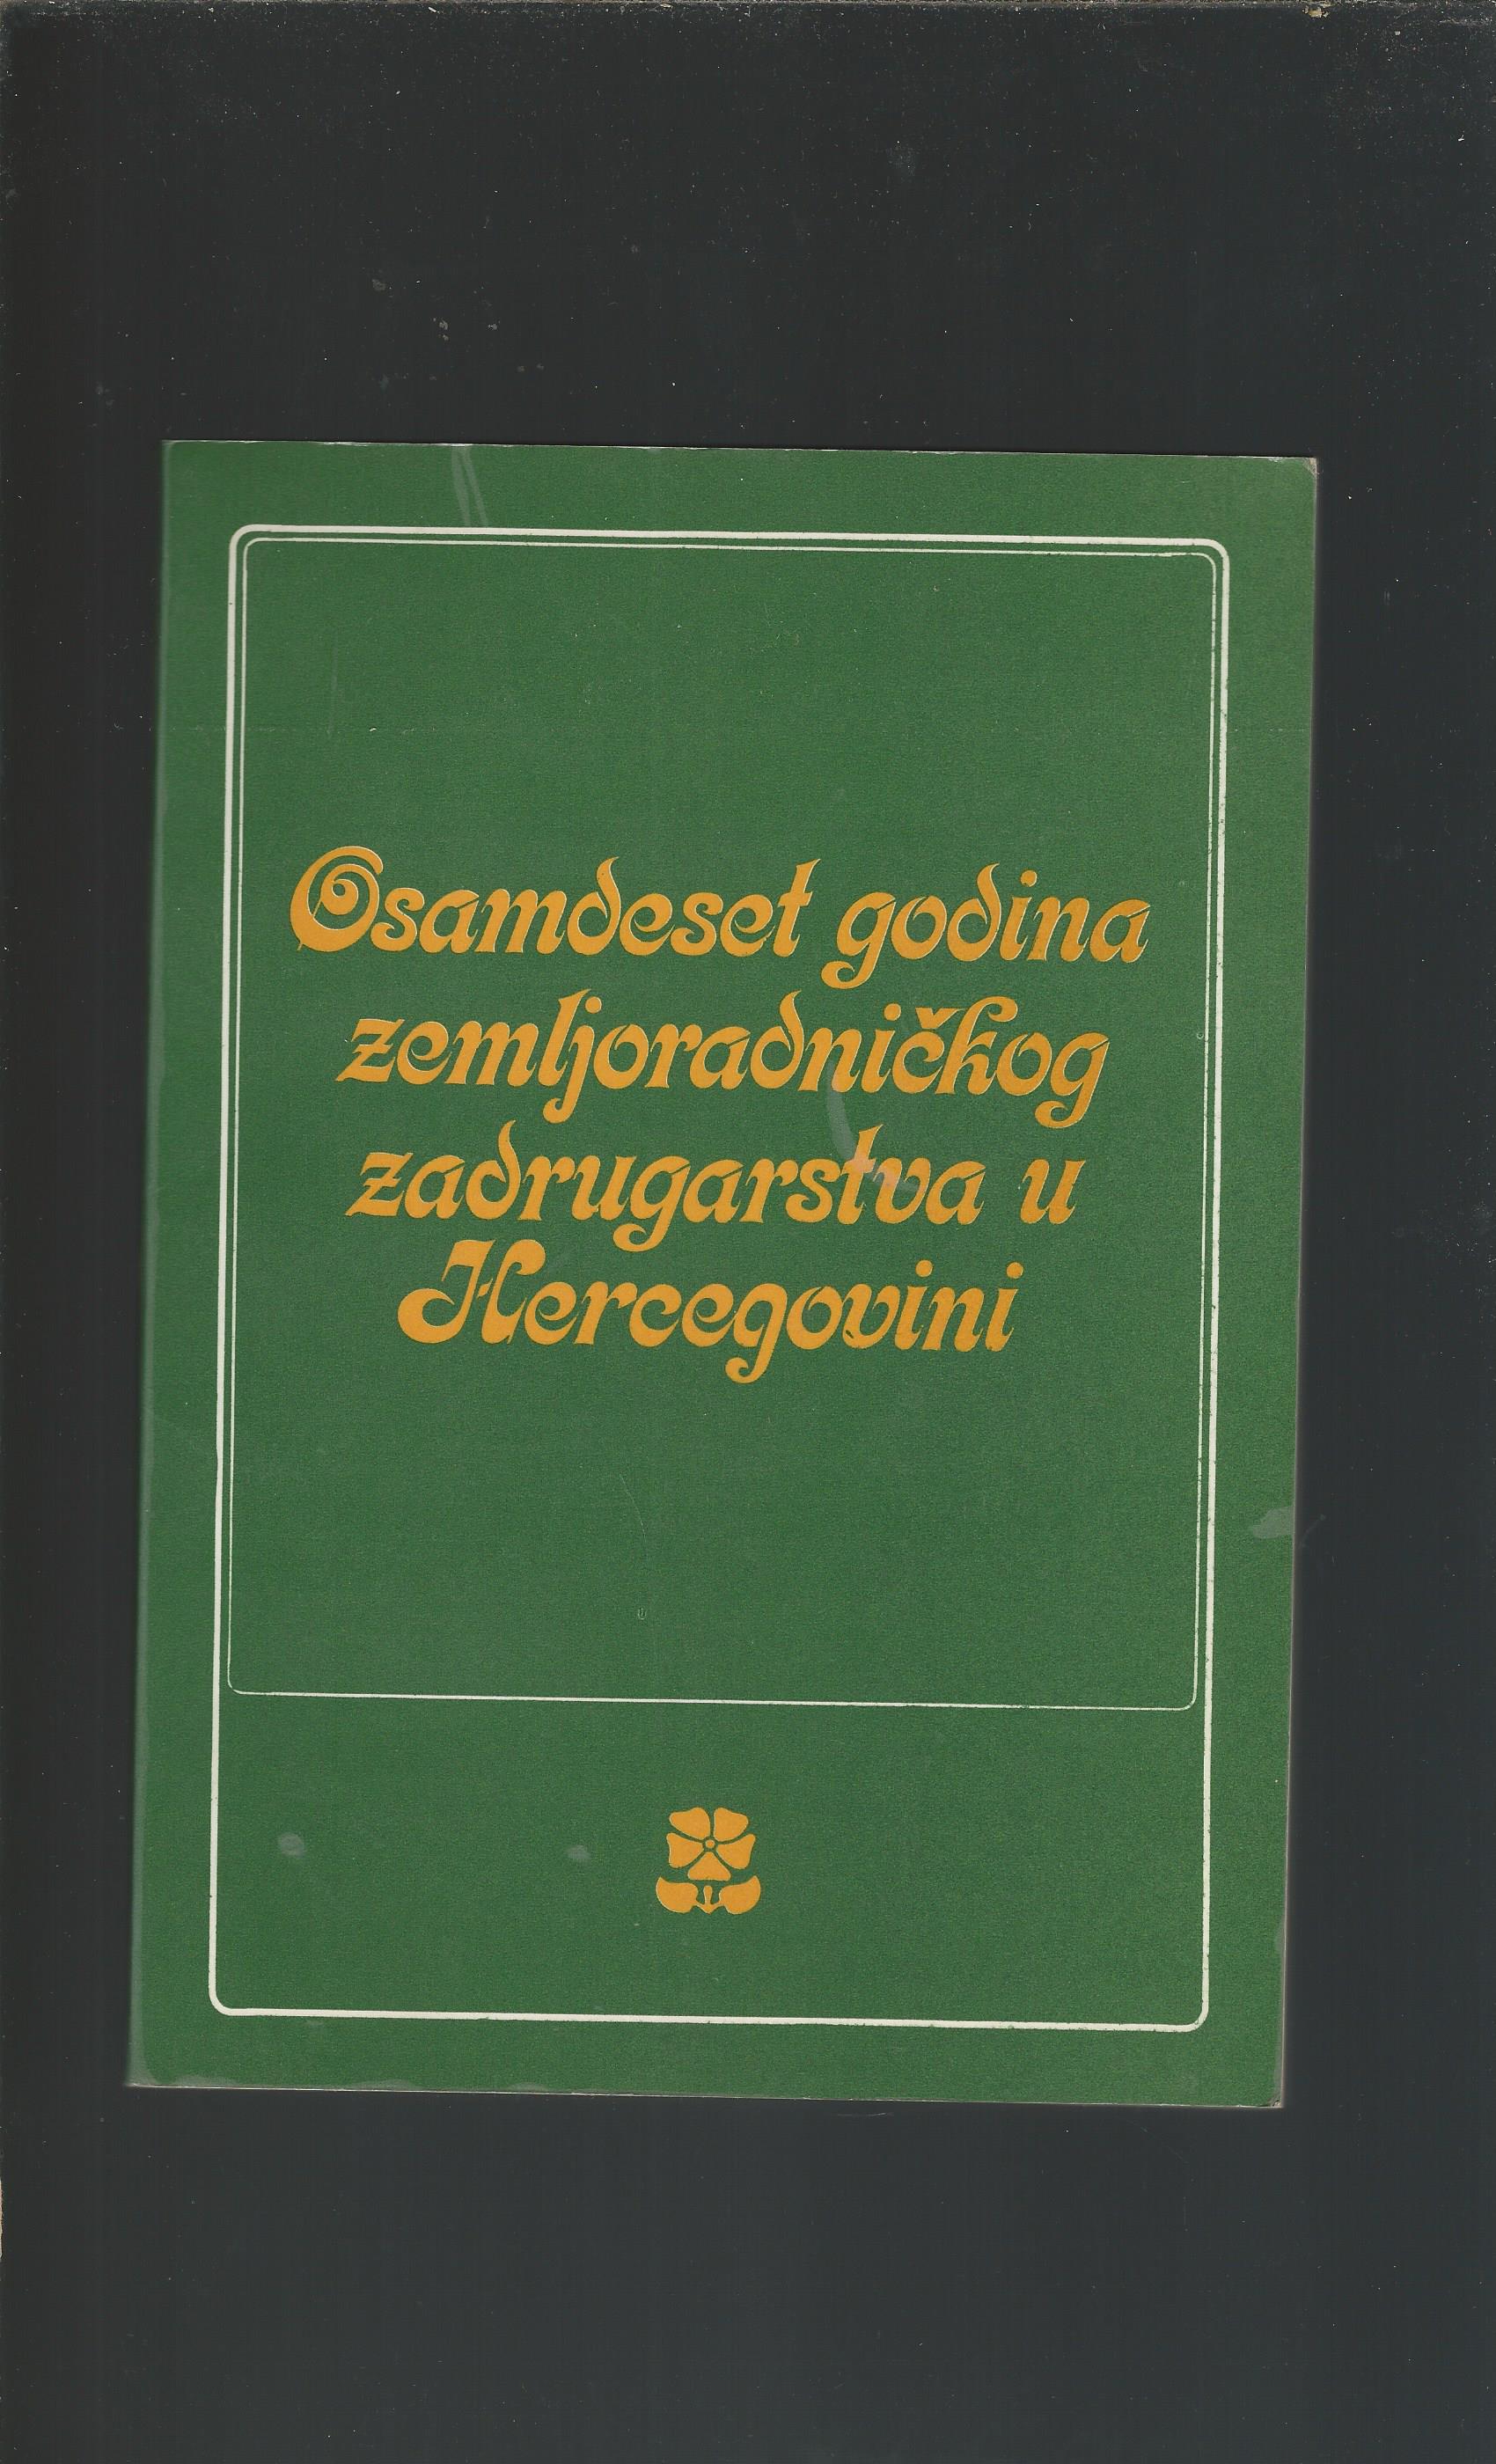 Osamdeset godina
zemljoradničkog
zadrugarstva u
Hercegovini